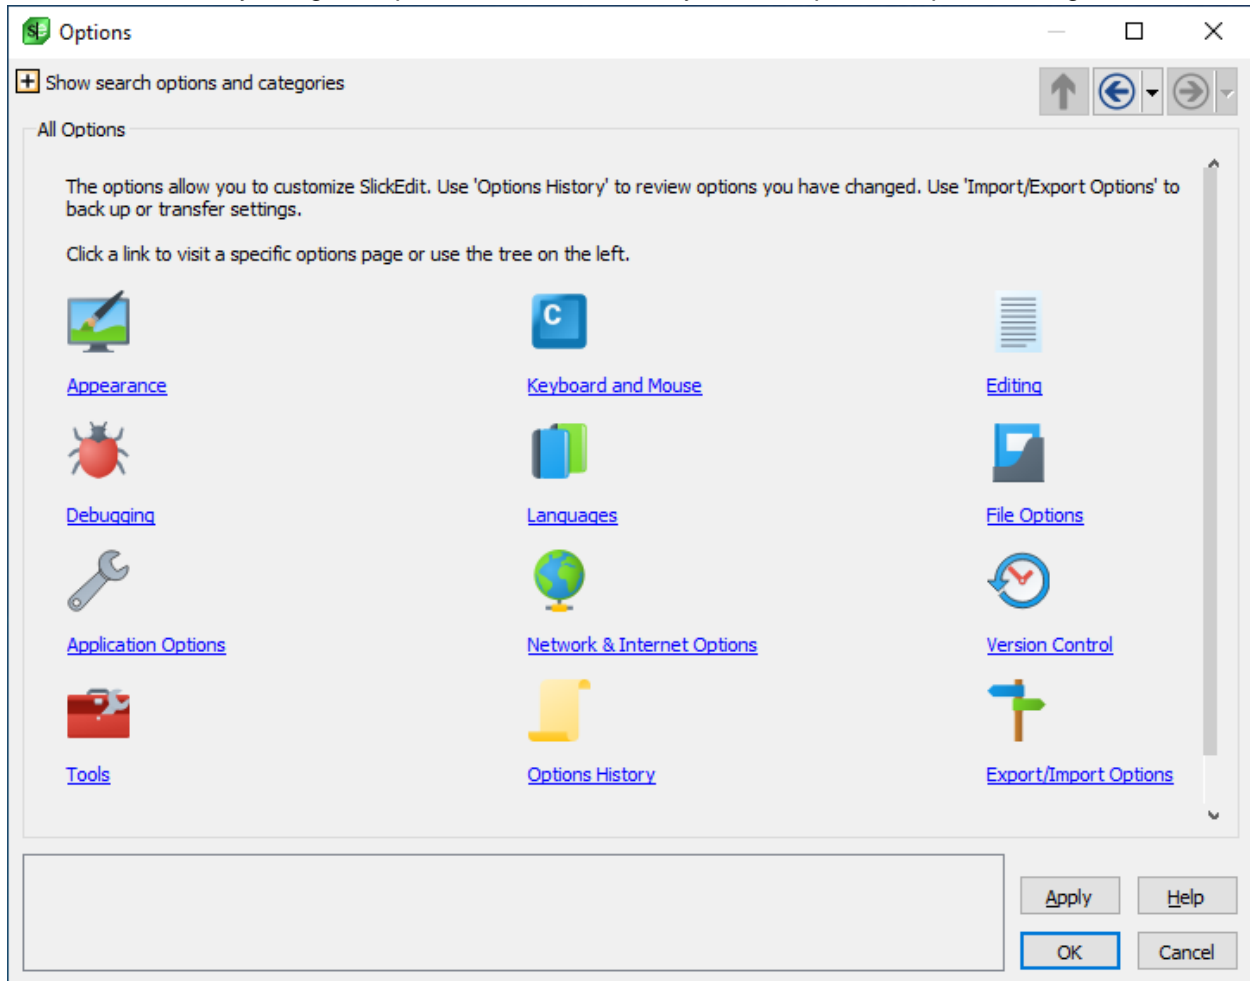 Options
Show search options and categories
All Options
The options allow you to customize SlickEdit. Use 'Options History' to review options you have changed. Use 'Import/Export Options' to
back up or transfer settings.
Click a link to visit a specific options page or use the tree on the left.
C
Appearance Keyboard and Mouse Editing
Debugging Languages File Options
Application Options Network & Internet Options Version Control
Tools Options History Export/Import Options
Apply Help
OK Cancel